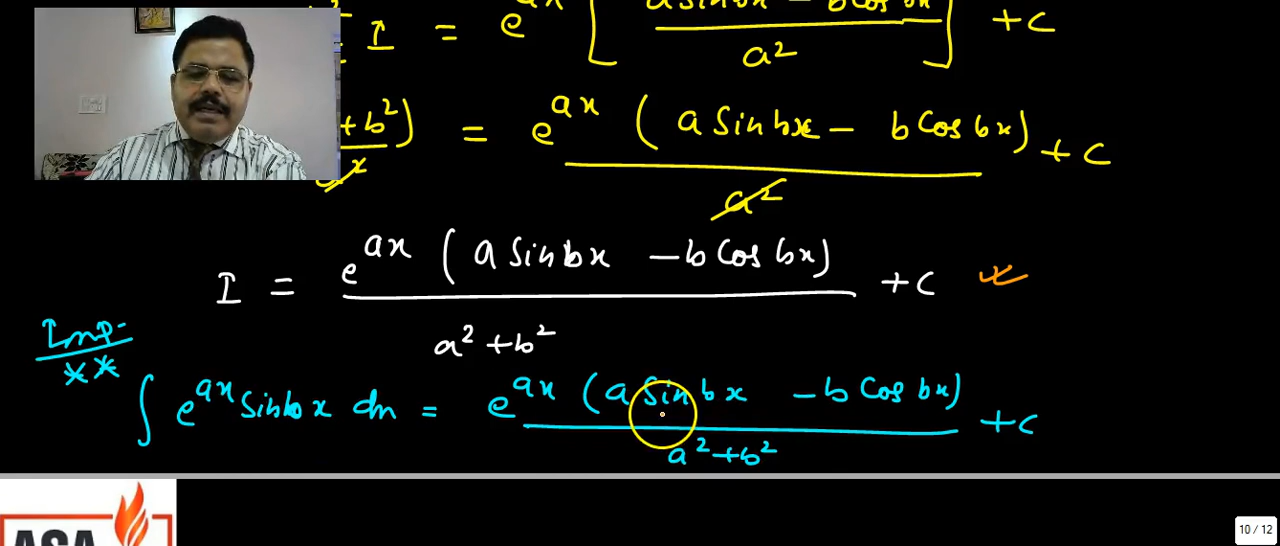 I = e^{ax} [ (a sin bx − b cos bx) / a² ] + c
+ b²) / = e^{ax} ( a sin bx − b cos bx) / a² + c
I = e^{ax} ( a sin bx − b cos bx) / a² + b² + c
Imp.
∫ e^{ax} sin bx dx = e^{ax} (a sin bx − b cos bx) / a² + b² + c
ASA
10 / 12